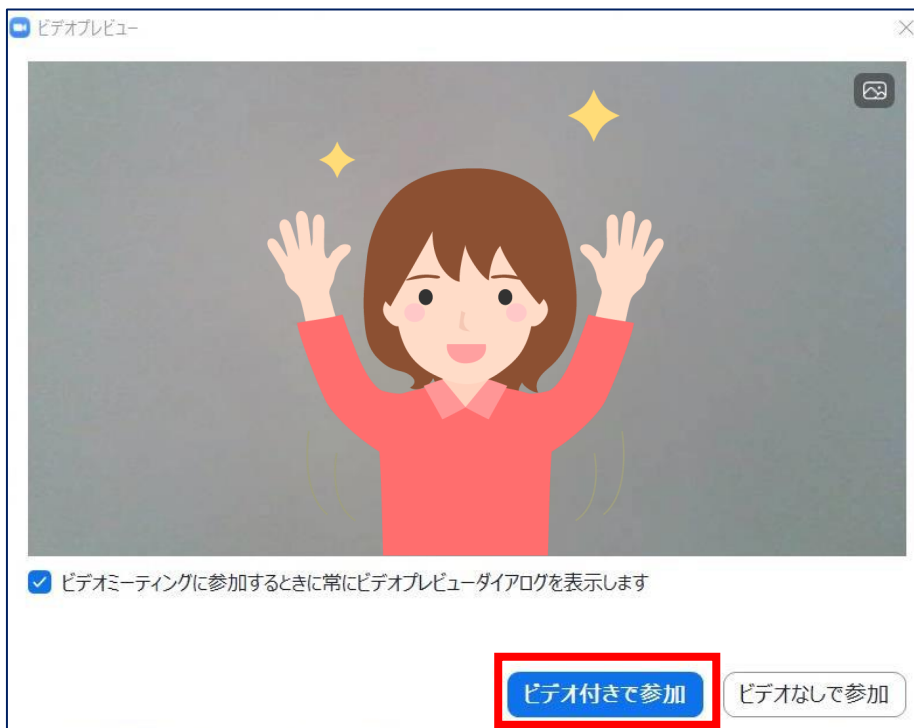 ビデオプレビュー
ビデオミーティングに参加するときに常にビデオプレビューダイアログを表示します
ビデオ付きで参加
ビデオなしで参加